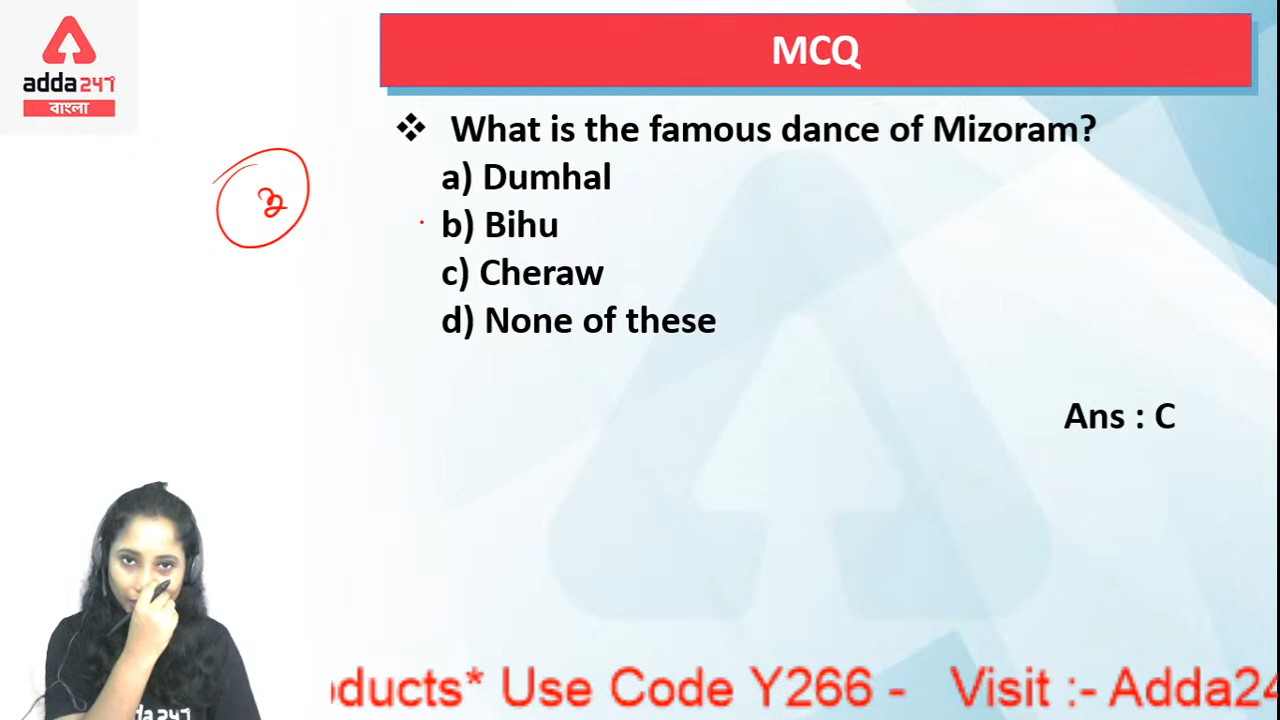 adda247
বাংলা
MCQ
What is the famous dance of Mizoram?
a) Dumhal
b) Bihu
c) Cheraw
d) None of these
Ans : C
da247
oducts* Use Code Y266 - Visit :- Adda24